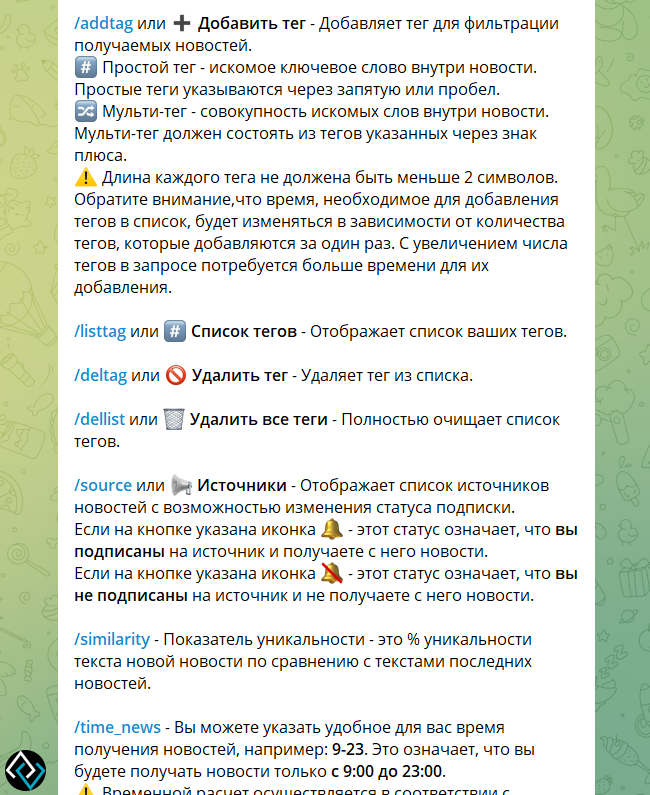 /addtag или ➕ Добавить тег - Добавляет тег для фильтрации
получаемых новостей.
#️⃣ Простой тег - искомое ключевое слово внутри новости.
Простые теги указываются через запятую или пробел.
🔀 Мульти-тег - совокупность искомых слов внутри новости.
Мульти-тег должен состоять из тегов указанных через знак
плюса.
⚠️ Длина каждого тега не должена быть меньше 2 символов.
Обратите внимание,что время, необходимое для добавления
тегов в список, будет изменяться в зависимости от количества
тегов, которые добавляются за один раз. С увеличением числа
тегов в запросе потребуется больше времени для их
добавления.
/listtag или #️⃣ Список тегов - Отображает список ваших тегов.
/deltag или 🚫 Удалить тег - Удаляет тег из списка.
/dellist или 🗑 Удалить все теги - Полностью очищает список
тегов.
/source или 📢 Источники - Отображает список источников
новостей с возможностью изменения статуса подписки.
Если на кнопке указана иконка 🔔 - этот статус означает, что вы
подписаны на источник и получаете с него новости.
Если на кнопке указана иконка 🔕 - этот статус означает, что вы
не подписаны на источник и не получаете с него новости.
/similarity - Показатель уникальности - это % уникальности
текста новой новости по сравнению с текстами последних
новостей.
/time_news - Вы можете указать удобное для вас время
получения новостей, например: 9-23. Это означает, что вы
будете получать новости только с 9:00 до 23:00.
⚠️ Временной расчет осуществляется в соответствии с